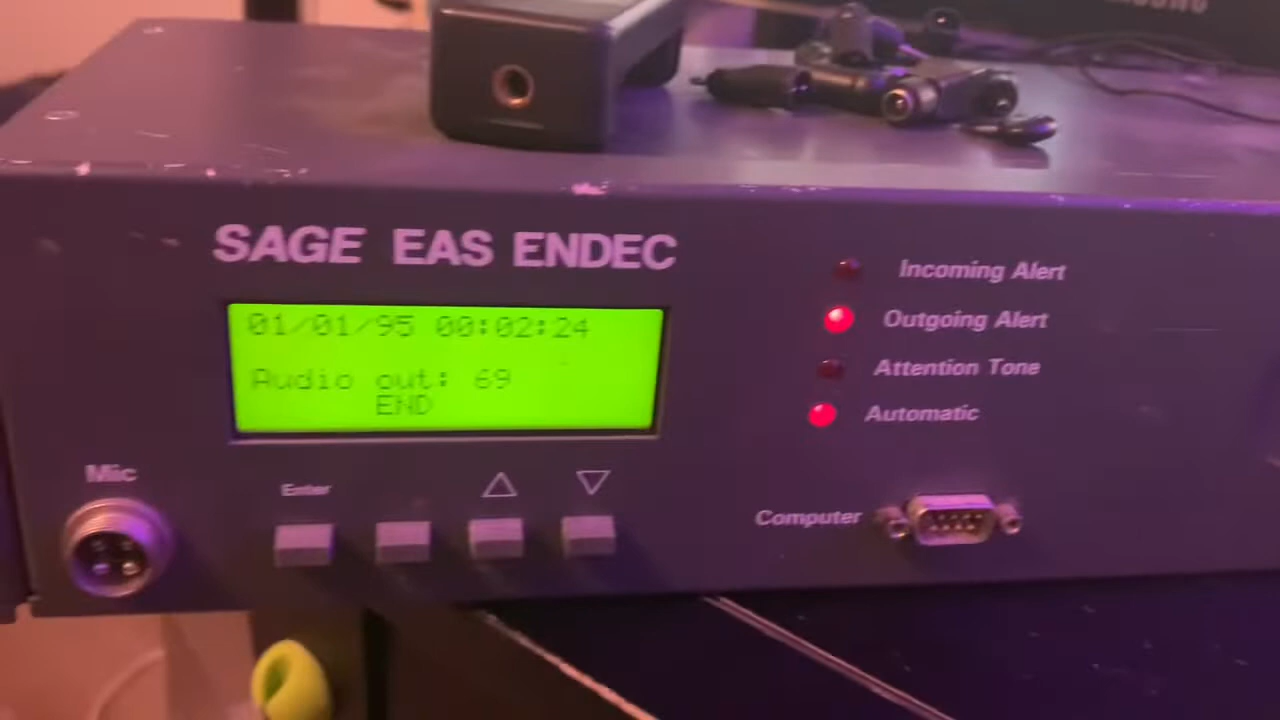 SAMSUNG
SAGE EAS ENDEC
01/01/95 00:02:24
Audio out: 69
END
Incoming Alert
Outgoing Alert
Attention Tone
Automatic
Mic
Enter
Computer